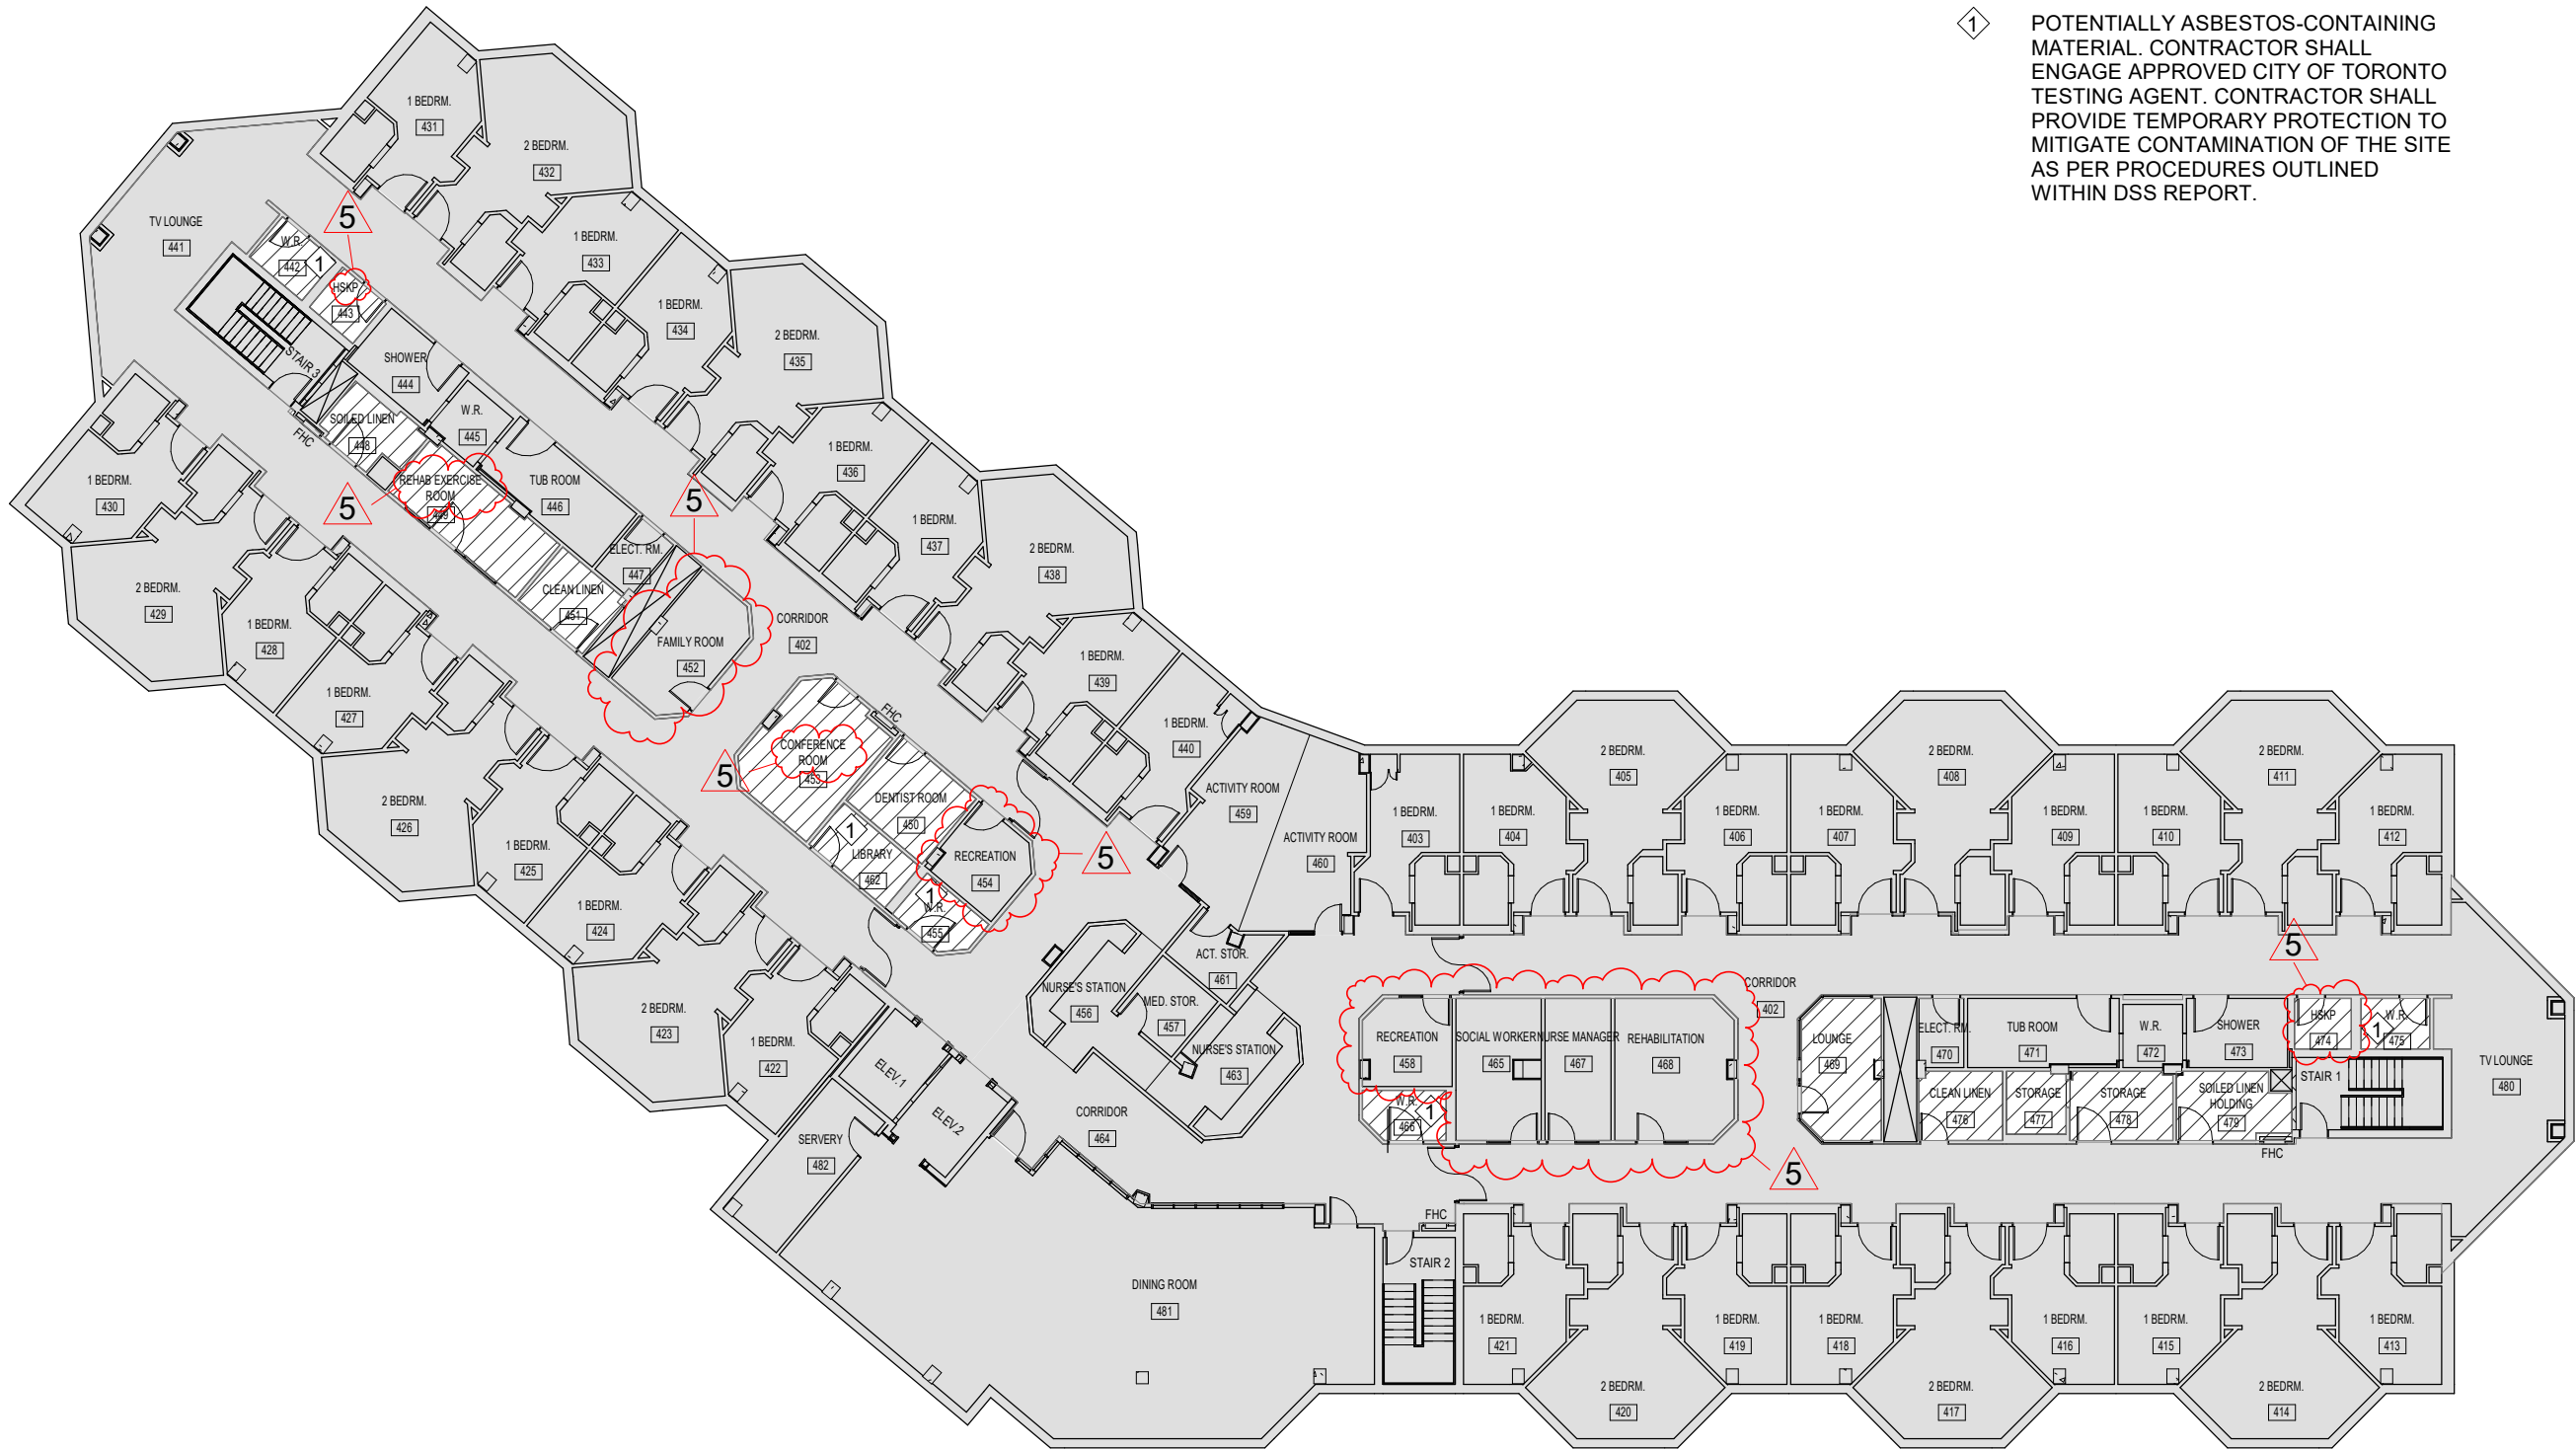 1
POTENTIALLY ASBESTOS-CONTAINING
MATERIAL. CONTRACTOR SHALL
ENGAGE APPROVED CITY OF TORONTO
TESTING AGENT. CONTRACTOR SHALL
PROVIDE TEMPORARY PROTECTION TO
MITIGATE CONTAMINATION OF THE SITE
AS PER PROCEDURES OUTLINED
WITHIN DSS REPORT.
1 BEDRM.
431
2 BEDRM.
432
5
TV LOUNGE
441
W.R.
442
1
HSKP
443
1 BEDRM.
433
1 BEDRM.
434
2 BEDRM.
435
STAIR 3
SHOWER
444
W.R.
445
SOILED LINEN
448
FHC
REHAB EXERCISE
ROOM
449
5
TUB ROOM
446
5
1 BEDRM.
436
1 BEDRM.
437
2 BEDRM.
438
1 BEDRM.
430
2 BEDRM.
429
1 BEDRM.
428
1 BEDRM.
427
ELECT. RM.
447
CLEAN LINEN
451
FAMILY ROOM
452
CORRIDOR
402
1 BEDRM.
439
1 BEDRM.
440
FHC
CONFERENCE
ROOM
453
5
DENTIST ROOM
450
1
LIBRARY
462
RECREATION
454
5
1
W.R.
455
2 BEDRM.
426
1 BEDRM.
425
1 BEDRM.
424
2 BEDRM.
423
1 BEDRM.
422
ACTIVITY ROOM
459
ACTIVITY ROOM
460
ACT. STOR.
461
NURSE'S STATION
456
MED. STOR.
457
NURSE'S STATION
463
ELEV.1
ELEV.2
SERVERY
482
CORRIDOR
464
DINING ROOM
481
1 BEDRM.
403
1 BEDRM.
404
2 BEDRM.
405
1 BEDRM.
406
1 BEDRM.
407
2 BEDRM.
408
1 BEDRM.
409
1 BEDRM.
410
2 BEDRM.
411
1 BEDRM.
412
5
CORRIDOR
402
RECREATION
458
SOCIAL WORKER
465
NURSE MANAGER
467
REHABILITATION
468
W.R.
466
1
5
LOUNGE
469
ELECT. RM.
470
TUB ROOM
471
W.R.
472
SHOWER
473
HSKP
474
W.R.
475
1
CLEAN LINEN
476
STORAGE
477
STORAGE
478
SOILED LINEN
HOLDING
479
STAIR 1
FHC
TV LOUNGE
480
FHC
STAIR 2
1 BEDRM.
421
2 BEDRM.
420
1 BEDRM.
419
1 BEDRM.
418
2 BEDRM.
417
1 BEDRM.
416
1 BEDRM.
415
2 BEDRM.
414
1 BEDRM.
413